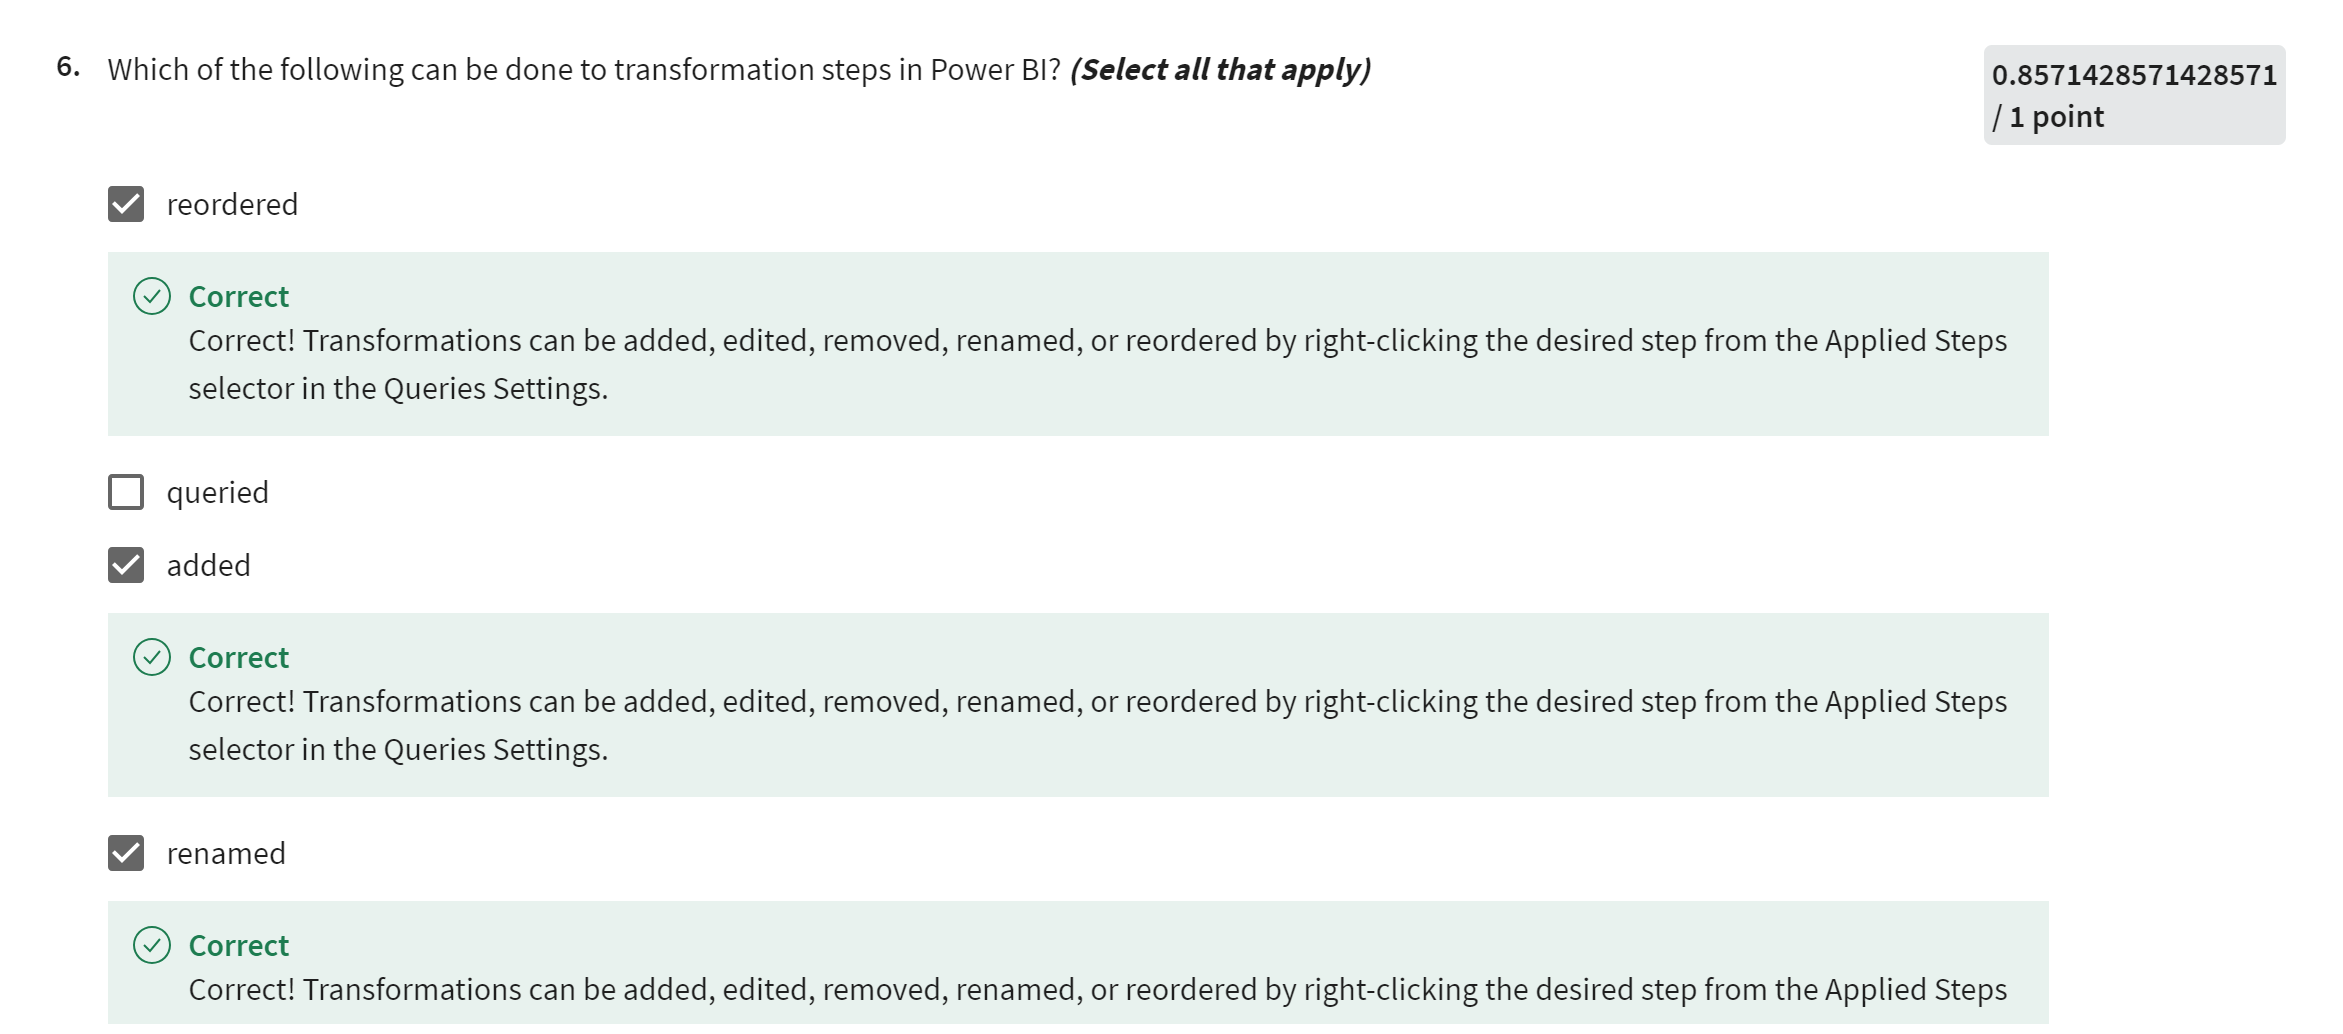 6. Which of the following can be done to transformation steps in Power BI? (Select all that apply)
0.8571428571428571
/ 1 point
reordered
Correct
Correct! Transformations can be added, edited, removed, renamed, or reordered by right-clicking the desired step from the Applied Steps
selector in the Queries Settings.
queried
added
Correct
Correct! Transformations can be added, edited, removed, renamed, or reordered by right-clicking the desired step from the Applied Steps
selector in the Queries Settings.
renamed
Correct
Correct! Transformations can be added, edited, removed, renamed, or reordered by right-clicking the desired step from the Applied Steps